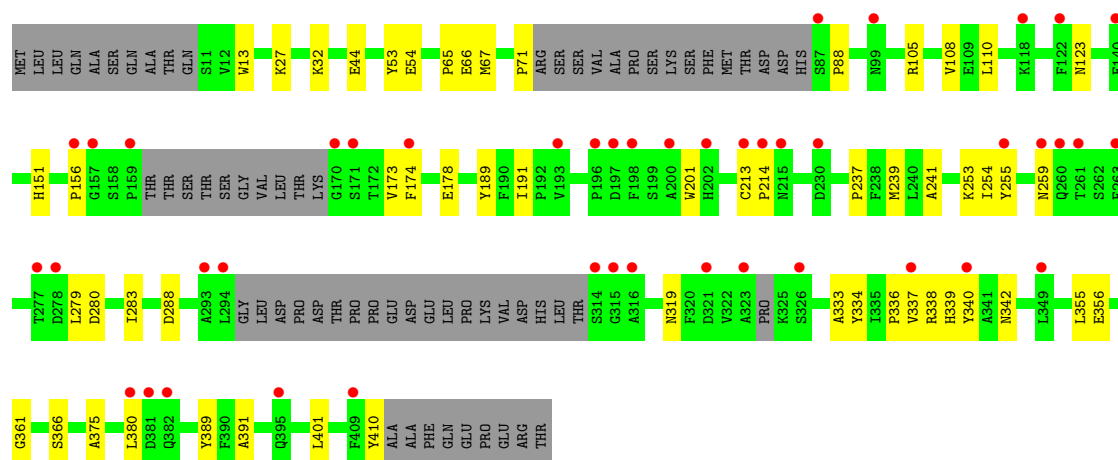 MET LEU LEU GLN ALA SER GLN ALA THR GLN S11 V12 W13 K27 K32 E44 Y53 E54 P65 E66 M67 P71 ARG SER SER VAL ALA PRO SER LYS SER PHE MET THR ASP ASP HIS S87 P88 N99 R105 V108 E109 L110 K118 F122 N123 E140
H151 P156 G157 S158 P159 THR THR SER THR SER GLY VAL LEU THR LYS G170 S171 T172 V173 F174 E178 Y189 F190 I191 P192 V193 P196 D197 F198 S199 A200 W201 H202 C213 P214 N215 D230 P237 F238 M239 L240 A241 K253 I254 Y255 N259 Q260 T261 S262
T277 D278 L279 D280 I283 D288 A293 L294 GLY LEU ASP PRO ASP THR PRO PRO GLU ASP GLU LEU PRO LYS VAL ASP HIS LEU THR S314 G315 A316 N319 F320 D321 V322 A323 PRO K325 S326 A333 Y334 I335 P336 V337 R338 H339 Y340 A341 N342 L349 L355 E356
G361 S366 A375 L380 D381 Q382 Y389 F390 A391 Q395 L401 F409 Y410 ALA ALA PHE GLN GLU PRO GLU ARG THR